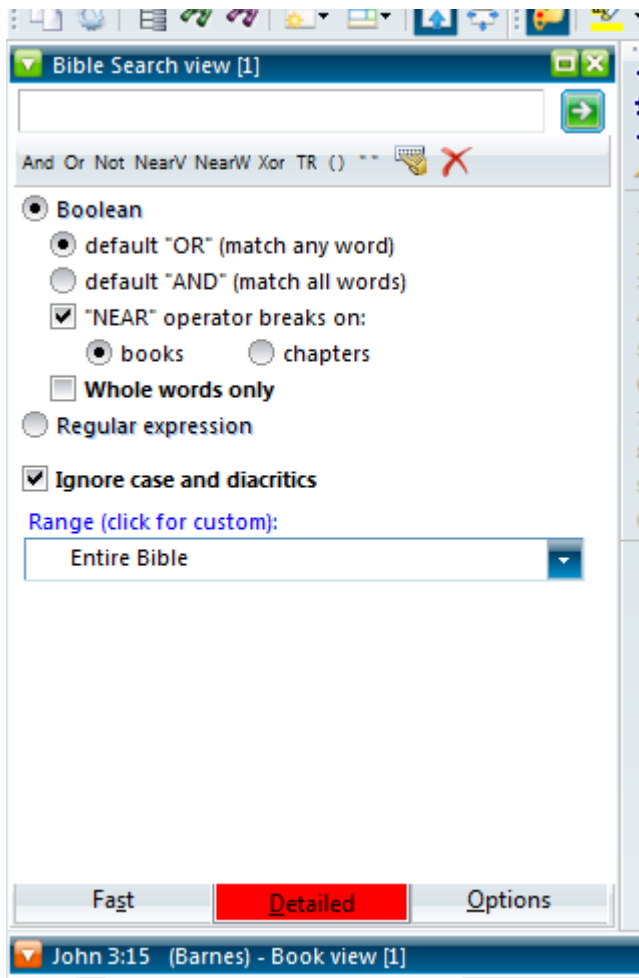 Bible Search view [1]
And Or Not NearV NearW Xor TR () " "
Boolean
default "OR" (match any word)
default "AND" (match all words)
"NEAR" operator breaks on:
books chapters
Whole words only
Regular expression
Ignore case and diacritics
Range (click for custom):
Entire Bible
Fast Detailed Options
John 3:15 (Barnes) - Book view [1]